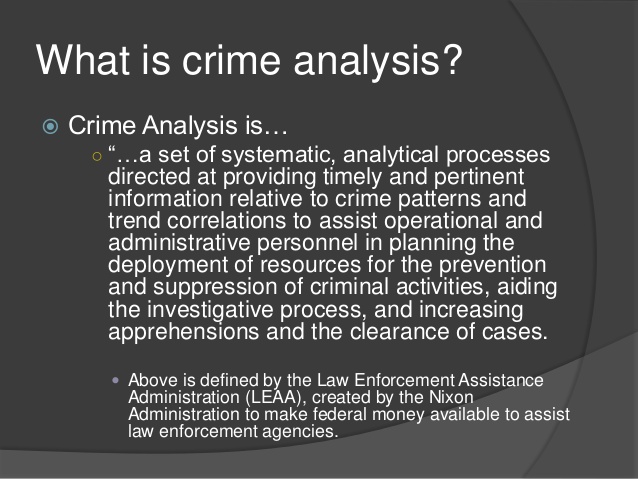 What is crime analysis?
Crime Analysis is…
“…a set of systematic, analytical processes
directed at providing timely and pertinent
information relative to crime patterns and
trend correlations to assist operational and
administrative personnel in planning the
deployment of resources for the prevention
and suppression of criminal activities, aiding
the investigative process, and increasing
apprehensions and the clearance of cases.
Above is defined by the Law Enforcement Assistance
Administration (LEAA), created by the Nixon
Administration to make federal money available to assist
law enforcement agencies.